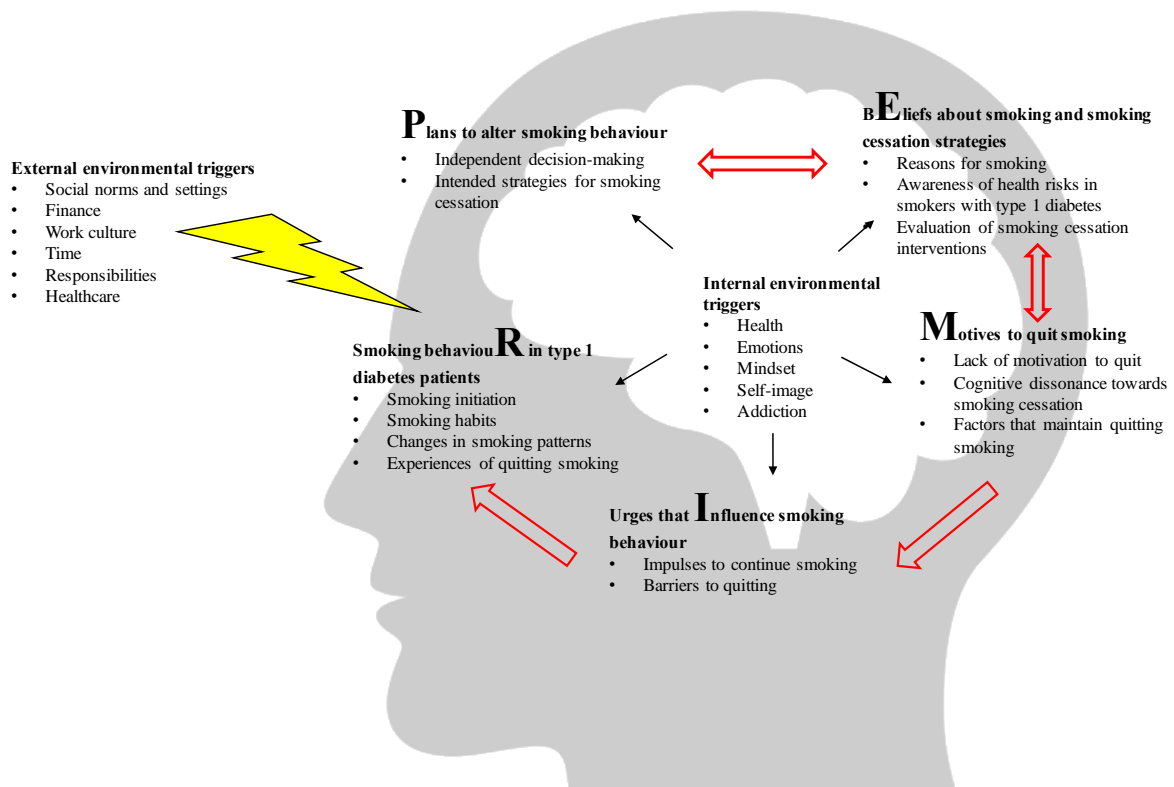 External environmental triggers
• Social norms and settings
• Finance
• Work culture
• Time
• Responsibilities
• Healthcare
Plans to alter smoking behaviour
• Independent decision-making
• Intended strategies for smoking
cessation
BEliefs about smoking and smoking
cessation strategies
• Reasons for smoking
• Awareness of health risks in
smokers with type 1 diabetes
• Evaluation of smoking cessation
interventions
Internal environmental
triggers
• Health
• Emotions
• Mindset
• Self-image
• Addiction
Motives to quit smoking
• Lack of motivation to quit
• Cognitive dissonance towards
smoking cessation
• Factors that maintain quitting
smoking
Smoking behaviouR in type 1
diabetes patients
• Smoking initiation
• Smoking habits
• Changes in smoking patterns
• Experiences of quitting smoking
Urges that Influence smoking
behaviour
• Impulses to continue smoking
• Barriers to quitting